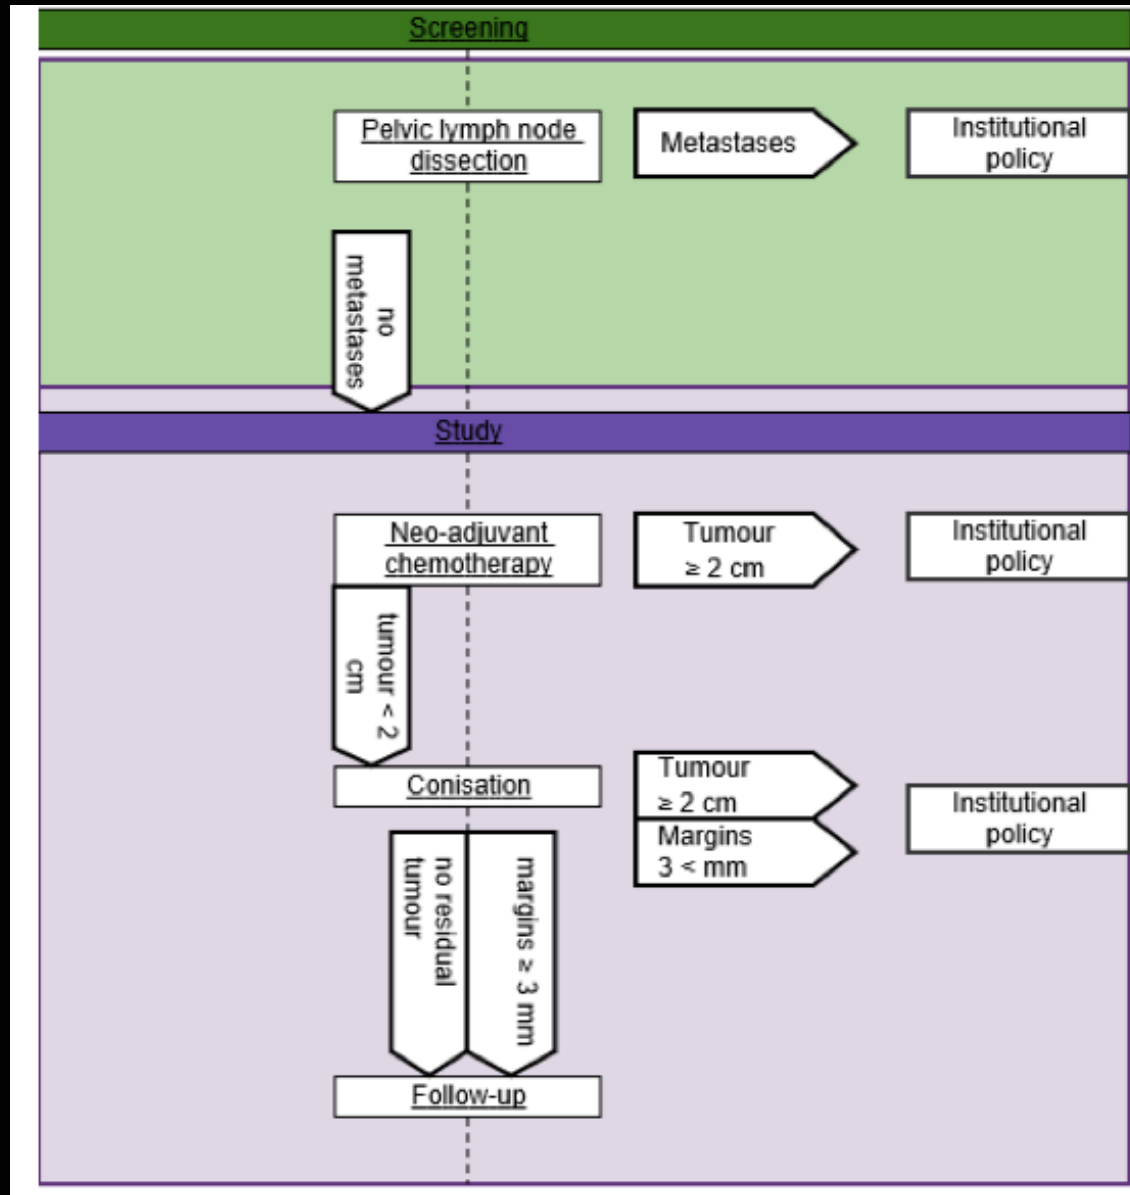 Screening
Pelvic lymph node
dissection
Metastases
Institutional
policy
no
metastases
Study
Neo-adjuvant
chemotherapy
Tumour
≥ 2 cm
Institutional
policy
tumour < 2
cm
Conisation
Tumour
≥ 2 cm
Margins
3 < mm
Institutional
policy
no residual
tumour
margins ≥ 3 mm
Follow-up